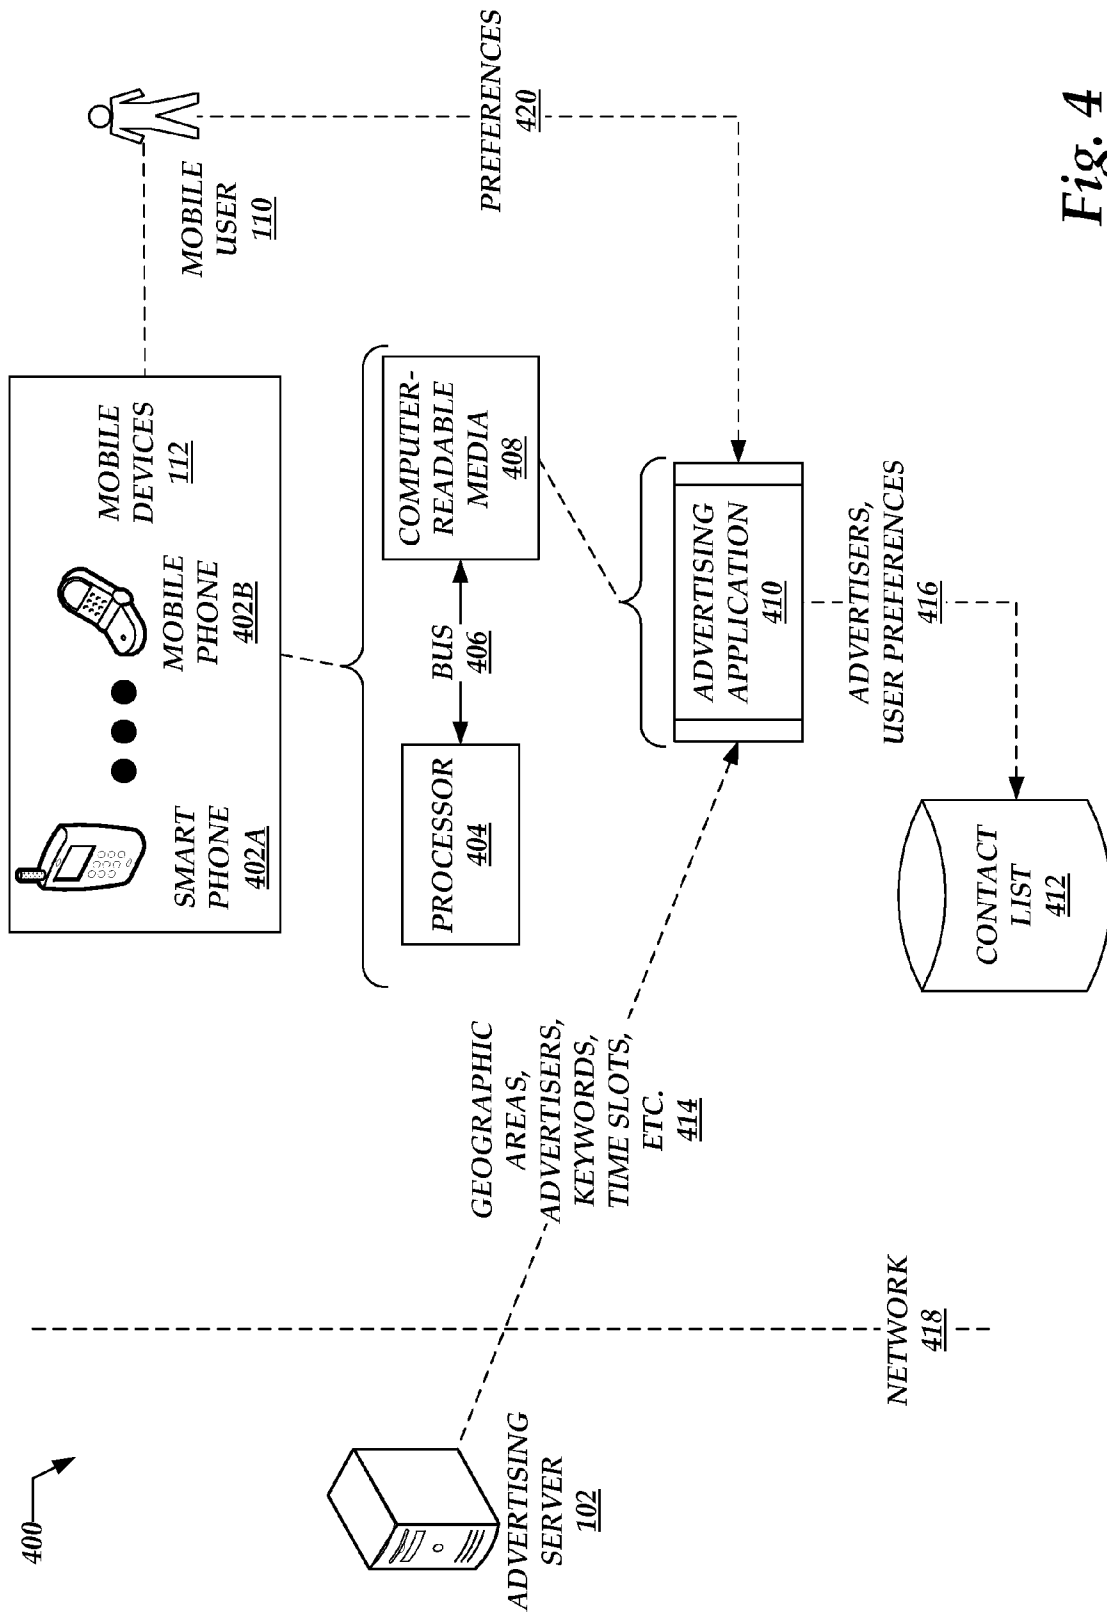 400
SMART
PHONE
402A
MOBILE
PHONE
402B
MOBILE
DEVICES
112
MOBILE
USER
110
PROCESSOR
404
BUS
406
COMPUTER-
READABLE
MEDIA
408
PREFERENCES
420
ADVERTISING
SERVER
102
GEOGRAPHIC
AREAS,
ADVERTISERS,
KEYWORDS,
TIME SLOTS,
ETC.
414
ADVERTISING
APPLICATION
410
ADVERTISERS,
USER PREFERENCES
416
NETWORK
418
CONTACT
LIST
412
Fig. 4